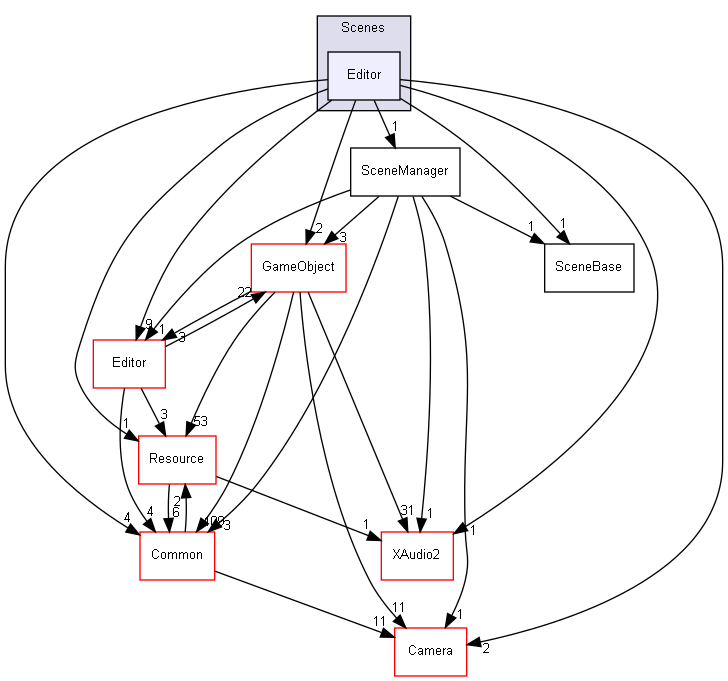 Scenes
Editor
1
SceneManager
2
3
1
1
GameObject
SceneBase
22
9
1
3
Editor
3
53
1
Resource
2
6
4
4
3
1
31
1
1
Common
XAudio2
11
11
1
2
Camera